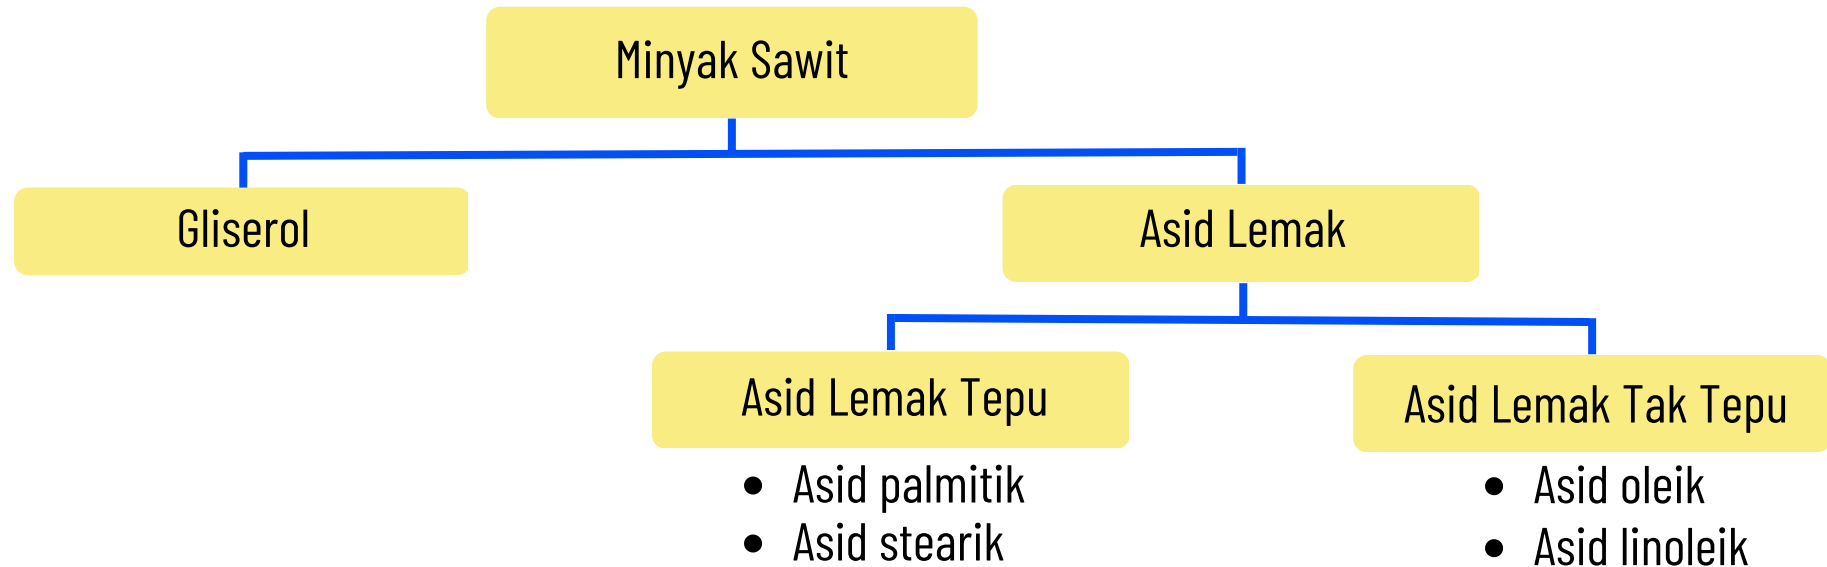 Minyak Sawit
Gliserol
Asid Lemak
Asid Lemak Tepu
• Asid palmitik
• Asid stearik
Asid Lemak Tak Tepu
• Asid oleik
• Asid linoleik